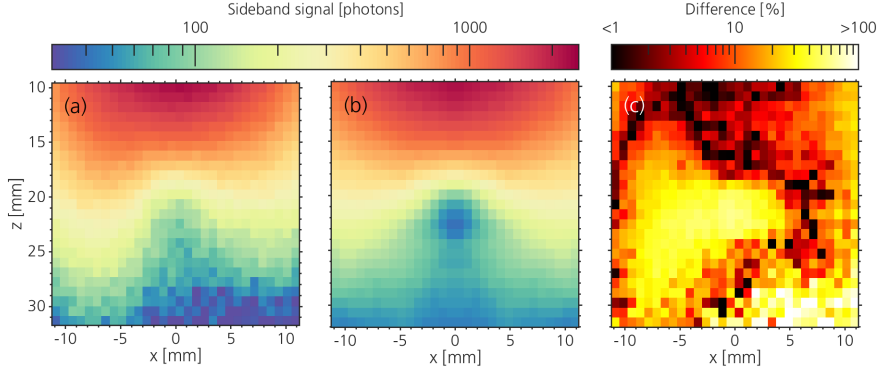 Sideband signal [photons]
Difference [%]
100 1000
<1 10 >100
(a) (b) (c)
10
15
20
25
30
z [mm]
-10 -5 0 5 10 -10 -5 0 5 10 -10 -5 0 5 10
x [mm] x [mm] x [mm]